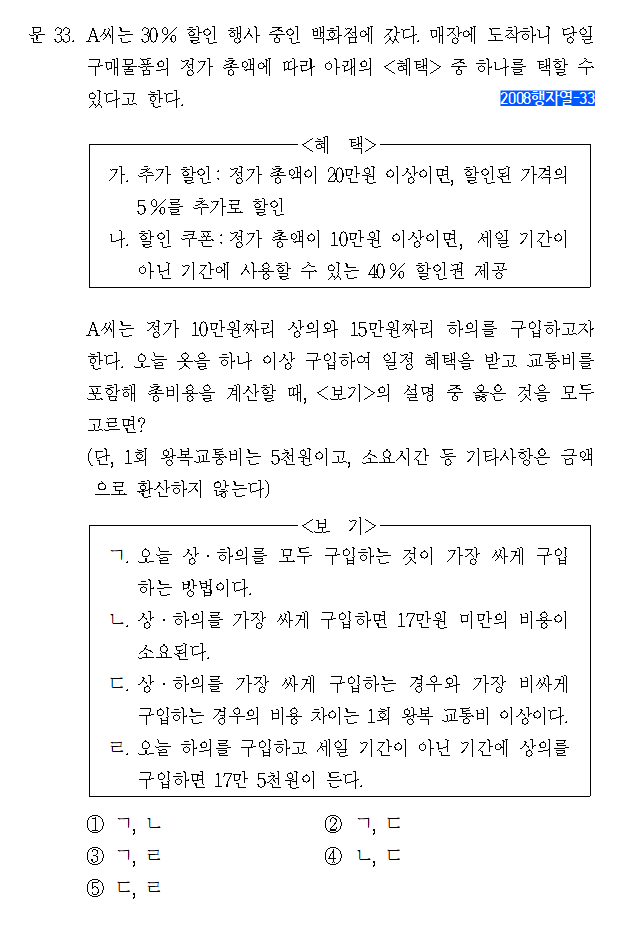 문 33. A씨는 30% 할인 행사 중인 백화점에 갔다. 매장에 도착하니 당일
구매물품의 정가 총액에 따라 아래의 <혜택> 중 하나를 택할 수
있다고 한다. 2008행자열-33
<혜 택>
가. 추가 할인: 정가 총액이 20만원 이상이면, 할인된 가격의
5%를 추가로 할인
나. 할인 쿠폰: 정가 총액이 10만원 이상이면, 세일 기간이
아닌 기간에 사용할 수 있는 40% 할인권 제공
A씨는 정가 10만원짜리 상의와 15만원짜리 하의를 구입하고자
한다. 오늘 옷을 하나 이상 구입하여 일정 혜택을 받고 교통비를
포함해 총비용을 계산할 때, <보기>의 설명 중 옳은 것을 모두
고르면?
(단, 1회 왕복교통비는 5천원이고, 소요시간 등 기타사항은 금액
으로 환산하지 않는다)
<보 기>
ㄱ. 오늘 상·하의를 모두 구입하는 것이 가장 싸게 구입
하는 방법이다.
ㄴ. 상·하의를 가장 싸게 구입하면 17만원 미만의 비용이
소요된다.
ㄷ. 상·하의를 가장 싸게 구입하는 경우와 가장 비싸게
구입하는 경우의 비용 차이는 1회 왕복 교통비 이상이다.
ㄹ. 오늘 하의를 구입하고 세일 기간이 아닌 기간에 상의를
구입하면 17만 5천원이 든다.
① ㄱ, ㄴ ② ㄱ, ㄷ
③ ㄱ, ㄹ ④ ㄴ, ㄷ
⑤ ㄷ, ㄹ